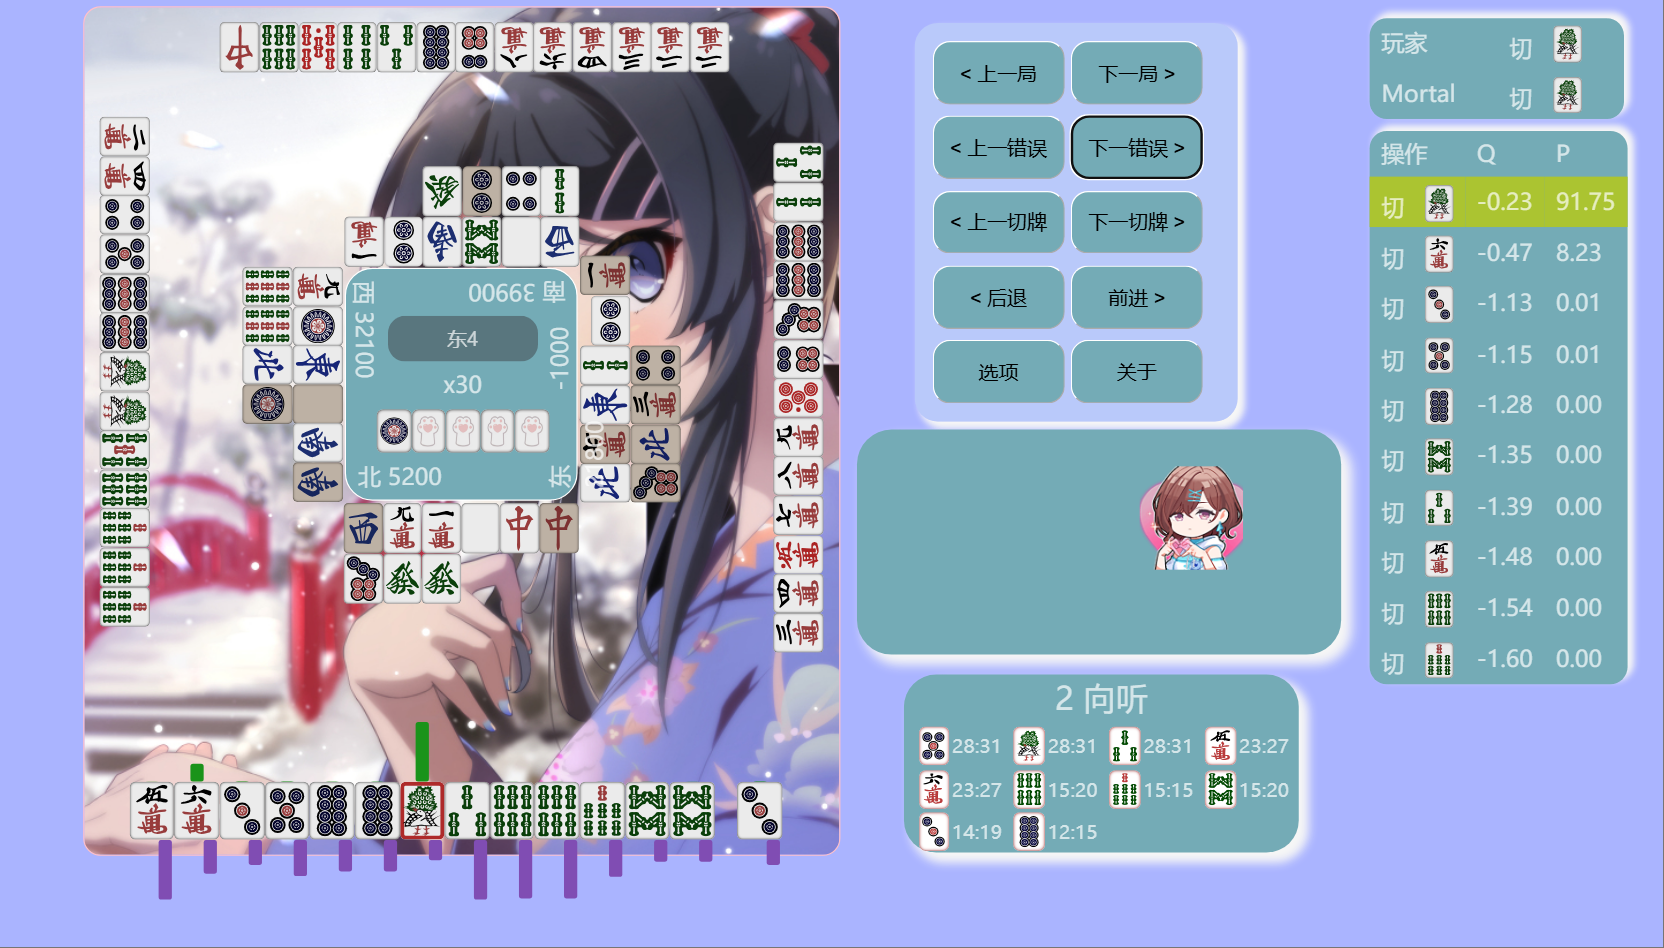 南 39900
西 32100
-1000
东4
x30
北 5200
东
< 上一局
下一局 >
< 上一错误
下一错误 >
< 上一切牌
下一切牌 >
< 后退
前进 >
选项
关于
玩家 切
Mortal 切
操作 Q P
切 -0.23 91.75
切 -0.47 8.23
切 -1.13 0.01
切 -1.15 0.01
切 -1.28 0.00
切 -1.35 0.00
切 -1.39 0.00
切 -1.48 0.00
切 -1.54 0.00
切 -1.60 0.00
2 向听
28:31 28:31 28:31 23:27
23:27 15:20 15:15 15:20
14:19 12:15